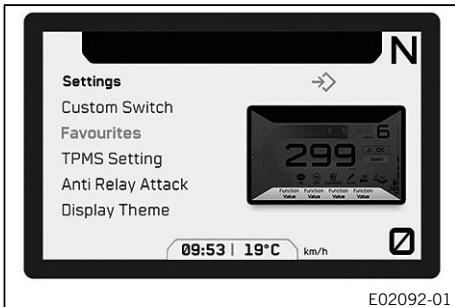 N
Settings
Custom Switch
Favourites
TPMS Setting
Anti Relay Attack
Display Theme
6
299
OK
Sport
Function Function Function Function
Value Value Value Value
09:53 | 19°C km/h
E02092-01